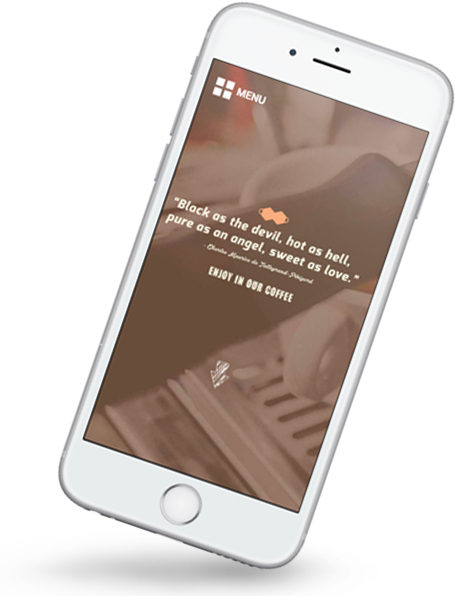 MENU
"Black as the devil, hot as hell,
pure as an angel, sweet as love."
- Charles Maurice de Talleyrand-Périgord
ENJOY IN OUR COFFEE